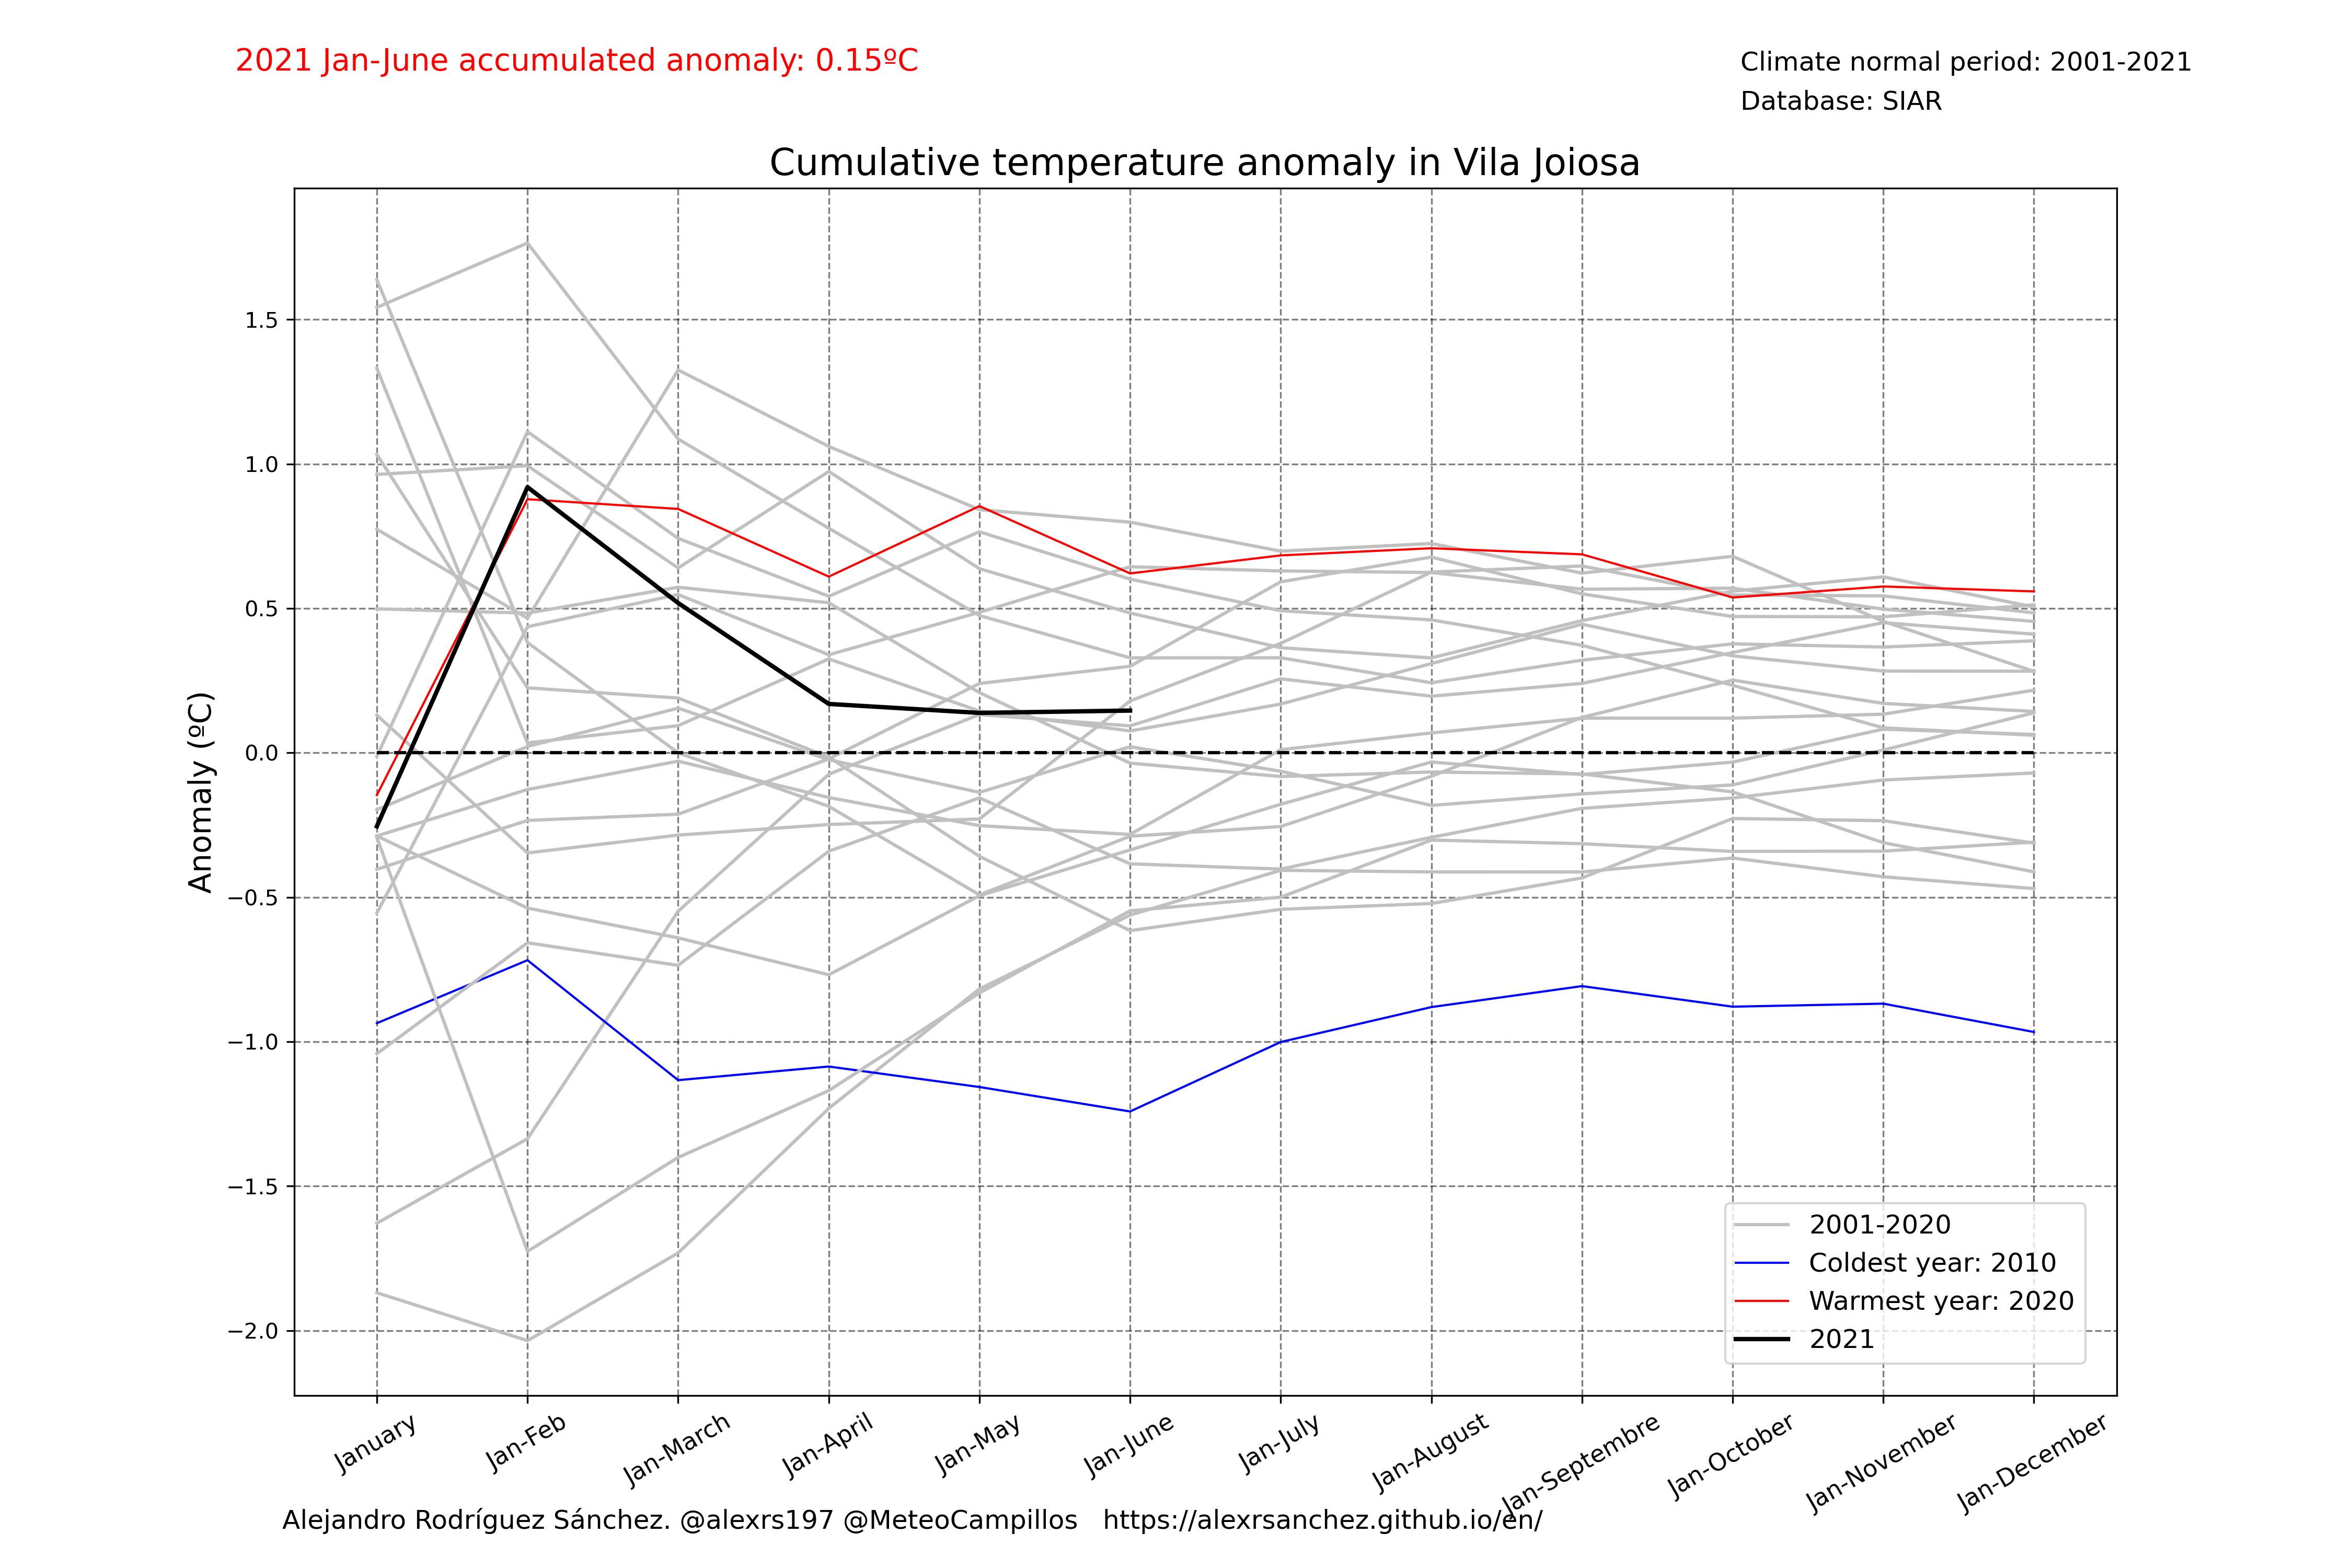 2021 Jan-June accumulated anomaly: 0.15ºC
Climate normal period: 2001-2021
Database: SIAR
Cumulative temperature anomaly in Vila Joiosa
Anomaly (ºC)
1.5
1.0
0.5
0.0
−0.5
−1.0
−1.5
−2.0
2001-2020
Coldest year: 2010
Warmest year: 2020
2021
January
Jan-Feb
Jan-March
Jan-April
Jan-May
Jan-June
Jan-July
Jan-August
Jan-Septembre
Jan-October
Jan-November
Jan-December
Alejandro Rodríguez Sánchez. @alexrs197 @MeteoCampillos https://alexrsanchez.github.io/en/